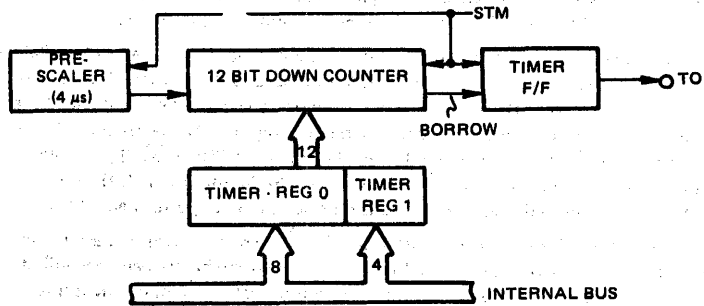 STM
PRE-
SCALER
(4 μs)
12 BIT DOWN COUNTER
TIMER
F/F
TO
BORROW
12
TIMER · REG 0
TIMER
REG 1
8
4
INTERNAL BUS